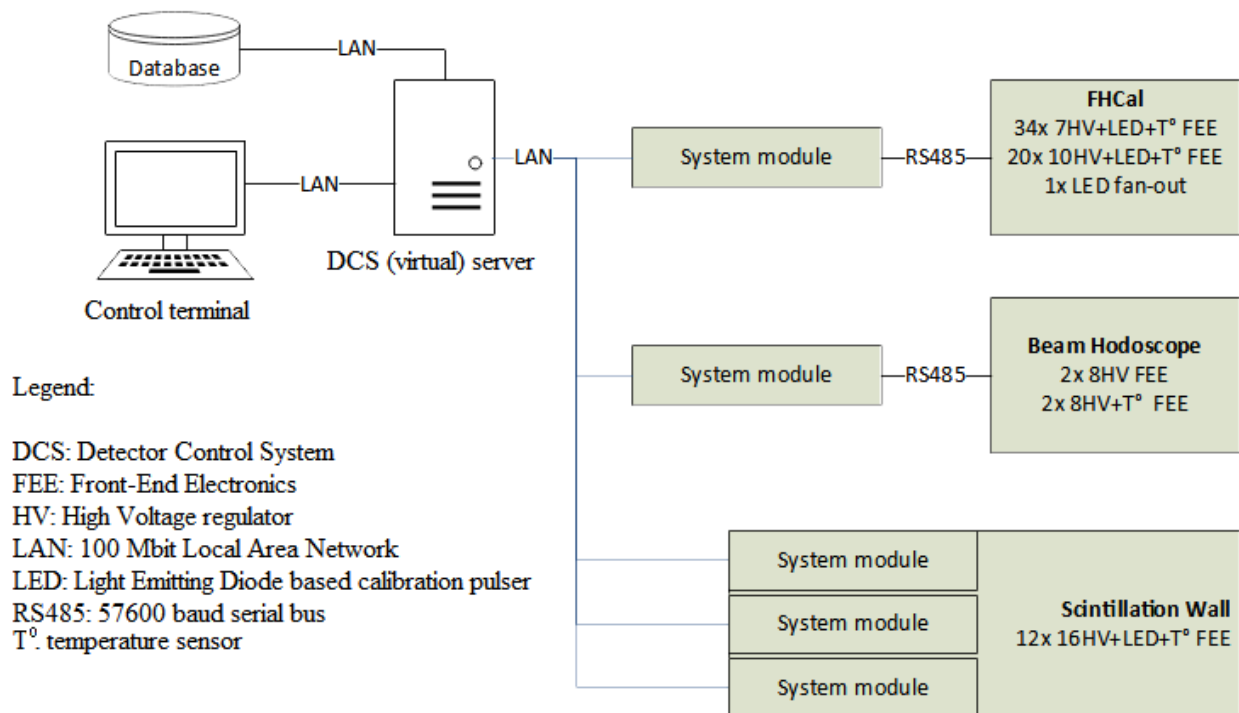 Database
LAN
LAN
LAN
DCS (virtual) server
Control terminal
System module
RS485
FHCal
34x 7HV+LED+T° FEE
20x 10HV+LED+T° FEE
1x LED fan-out
System module
RS485
Beam Hodoscope
2x 8HV FEE
2x 8HV+T° FEE
System module
System module
System module
Scintillation Wall
12x 16HV+LED+T° FEE
Legend:
DCS: Detector Control System
FEE: Front-End Electronics
HV: High Voltage regulator
LAN: 100 Mbit Local Area Network
LED: Light Emitting Diode based calibration pulser
RS485: 57600 baud serial bus
T°. temperature sensor